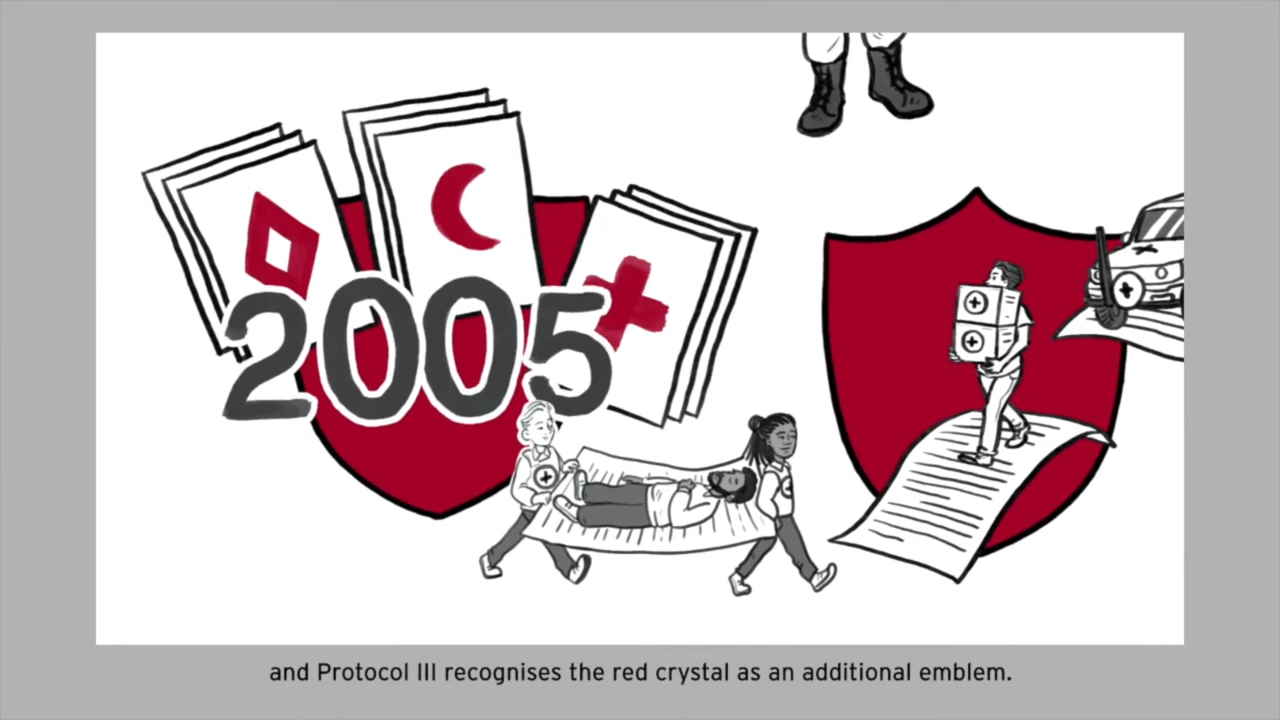 2005
and Protocol III recognises the red crystal as an additional emblem.